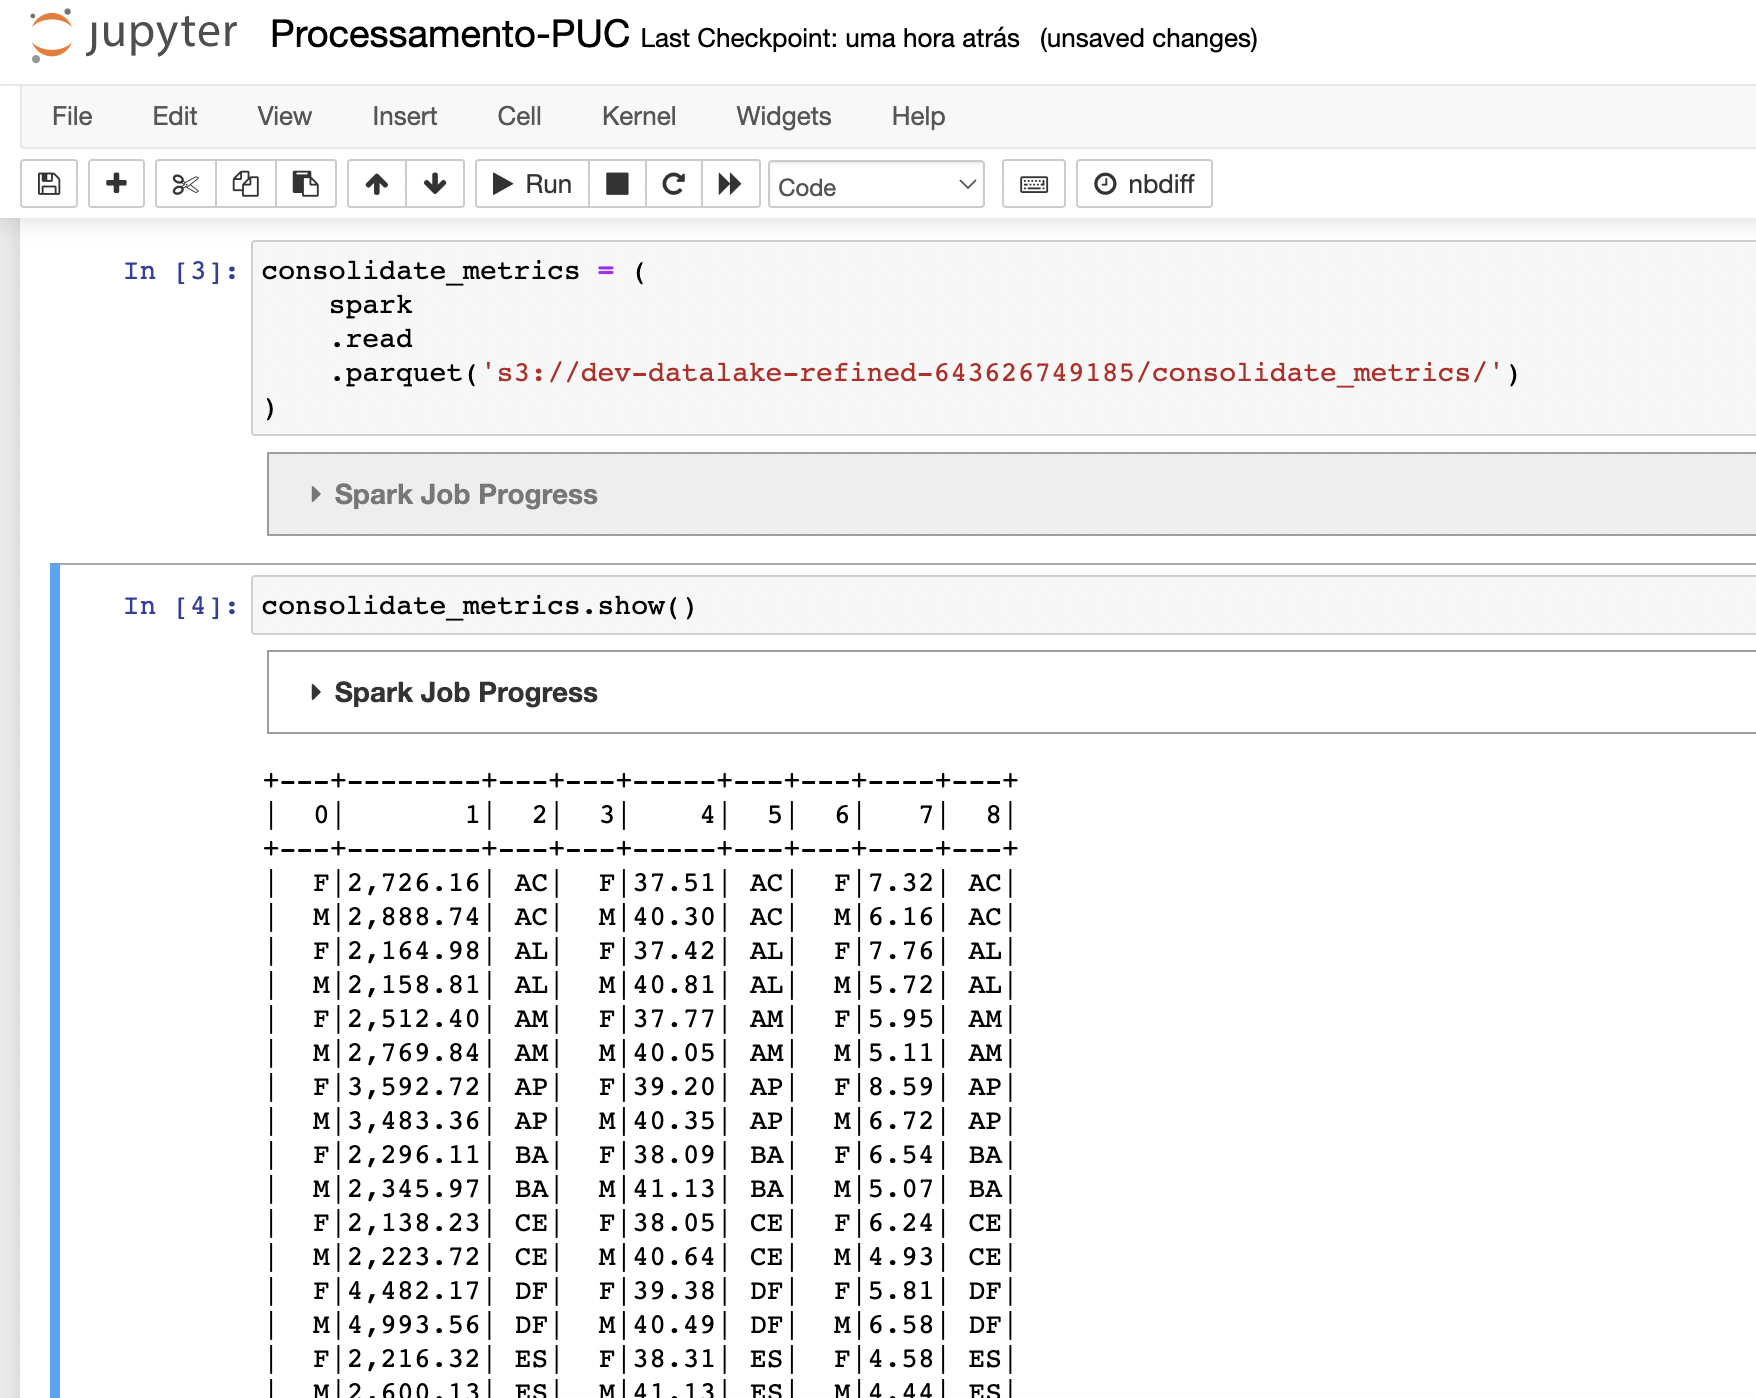 jupyter Processamento-PUC Last Checkpoint: uma hora atrás (unsaved changes)
File Edit View Insert Cell Kernel Widgets Help
Run Code nbdiff
In [3]: consolidate_metrics = (
spark
.read
.parquet('s3://dev-datalake-refined-643626749185/consolidate_metrics/')
)
Spark Job Progress
In [4]: consolidate_metrics.show()
Spark Job Progress
+---+--------+---+---+-----+---+---+----+---+
|  0|       1|  2|  3|    4|  5|  6|   7|  8|
+---+--------+---+---+-----+---+---+----+---+
|  F|2,726.16| AC|  F|37.51| AC|  F|7.32| AC|
|  M|2,888.74| AC|  M|40.30| AC|  M|6.16| AC|
|  F|2,164.98| AL|  F|37.42| AL|  F|7.76| AL|
|  M|2,158.81| AL|  M|40.81| AL|  M|5.72| AL|
|  F|2,512.40| AM|  F|37.77| AM|  F|5.95| AM|
|  M|2,769.84| AM|  M|40.05| AM|  M|5.11| AM|
|  F|3,592.72| AP|  F|39.20| AP|  F|8.59| AP|
|  M|3,483.36| AP|  M|40.35| AP|  M|6.72| AP|
|  F|2,296.11| BA|  F|38.09| BA|  F|6.54| BA|
|  M|2,345.97| BA|  M|41.13| BA|  M|5.07| BA|
|  F|2,138.23| CE|  F|38.05| CE|  F|6.24| CE|
|  M|2,223.72| CE|  M|40.64| CE|  M|4.93| CE|
|  F|4,482.17| DF|  F|39.38| DF|  F|5.81| DF|
|  M|4,993.56| DF|  M|40.49| DF|  M|6.58| DF|
|  F|2,216.32| ES|  F|38.31| ES|  F|4.58| ES|
|  M|2,600.13| ES|  M|41.13| ES|  M|4.44| ES|